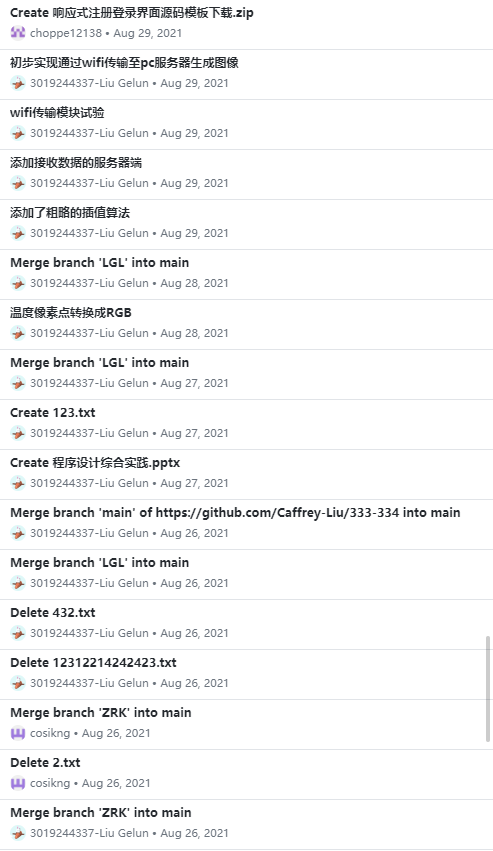 Create 响应式注册登录界面源码模板下载.zip
choppe12138 • Aug 29, 2021
初步实现通过wifi传输至pc服务器生成图像
3019244337-Liu Gelun • Aug 29, 2021
wifi传输模块试验
3019244337-Liu Gelun • Aug 29, 2021
添加接收数据的服务器端
3019244337-Liu Gelun • Aug 29, 2021
添加了粗略的插值算法
3019244337-Liu Gelun • Aug 29, 2021
Merge branch 'LGL' into main
3019244337-Liu Gelun • Aug 28, 2021
温度像素点转换成RGB
3019244337-Liu Gelun • Aug 28, 2021
Merge branch 'LGL' into main
3019244337-Liu Gelun • Aug 27, 2021
Create 123.txt
3019244337-Liu Gelun • Aug 27, 2021
Create 程序设计综合实践.pptx
3019244337-Liu Gelun • Aug 27, 2021
Merge branch 'main' of https://github.com/Caffrey-Liu/333-334 into main
3019244337-Liu Gelun • Aug 26, 2021
Merge branch 'LGL' into main
3019244337-Liu Gelun • Aug 26, 2021
Delete 432.txt
3019244337-Liu Gelun • Aug 26, 2021
Delete 12312214242423.txt
3019244337-Liu Gelun • Aug 26, 2021
Merge branch 'ZRK' into main
cosikng • Aug 26, 2021
Delete 2.txt
cosikng • Aug 26, 2021
Merge branch 'ZRK' into main
3019244337-Liu Gelun • Aug 26, 2021